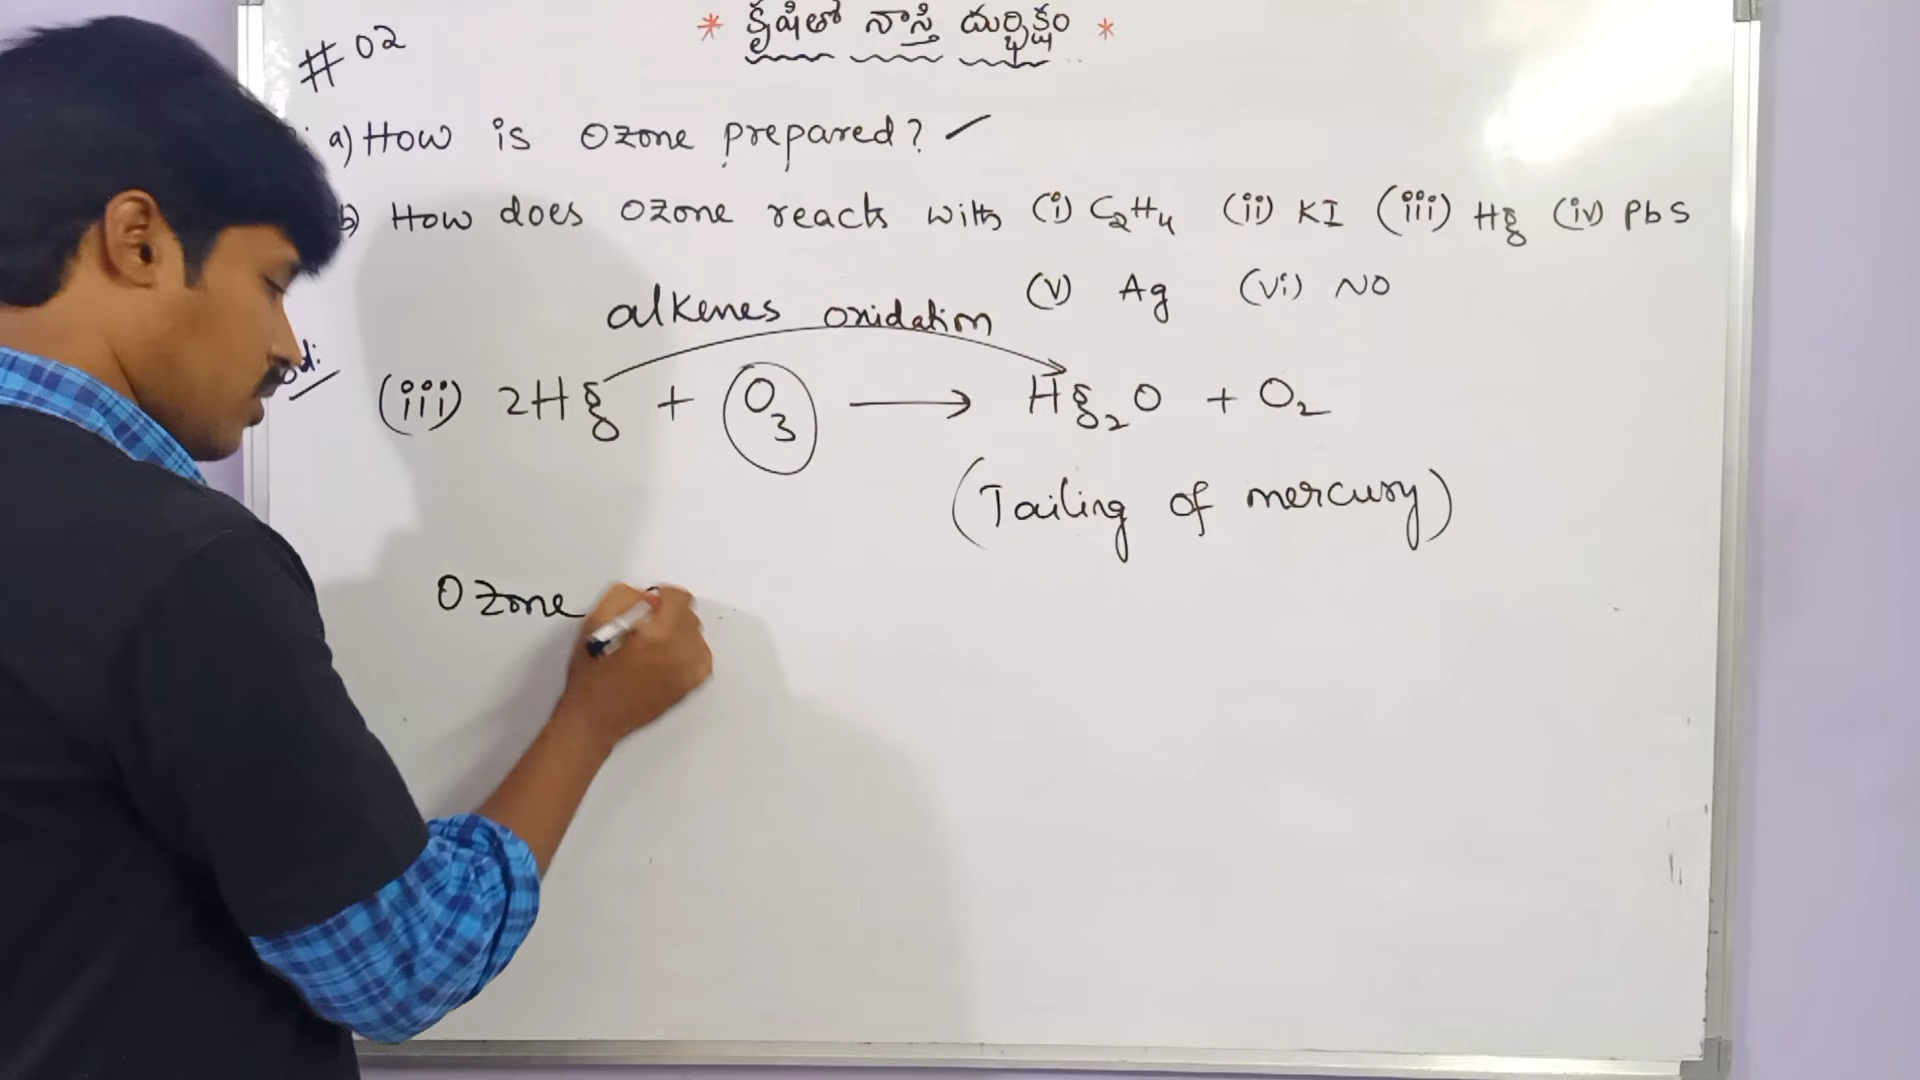 #02
* కృషితో నాస్తి దుర్భిక్షం *
a) How is Ozone prepared? ✓
b) How does Ozone reacts with (i) C₂H₄ (ii) KI (iii) Hg (iv) PbS
(v) Ag (vi) NO
alkenes oxidation
(iii) 2Hg + O₃ ⟶ Hg₂O + O₂
(Tailing of mercury)
Ozone